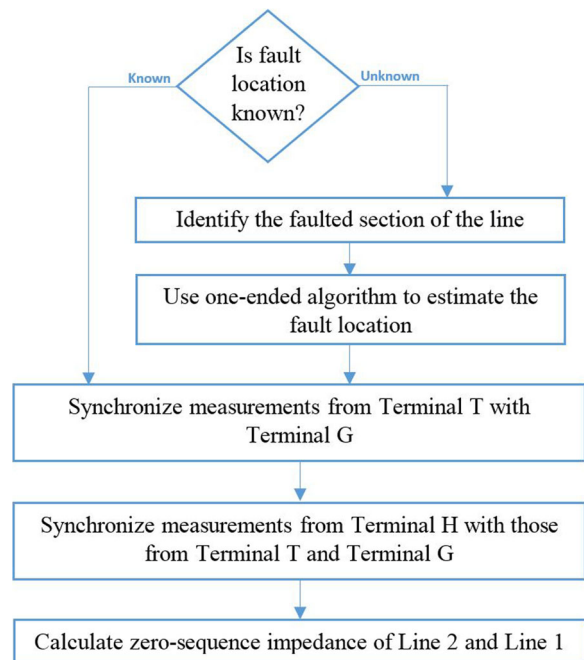 Is fault
location
known?
Known
Unknown
Identify the faulted section of the line
Use one-ended algorithm to estimate the
fault location
Synchronize measurements from Terminal T with
Terminal G
Synchronize measurements from Terminal H with those
from Terminal T and Terminal G
Calculate zero-sequence impedance of Line 2 and Line 1